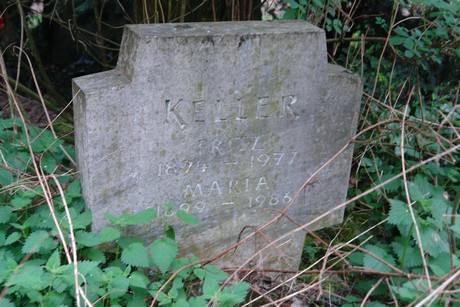 KELLER
FRITZ
1894 - 1977
MARIA
1899 - 1986